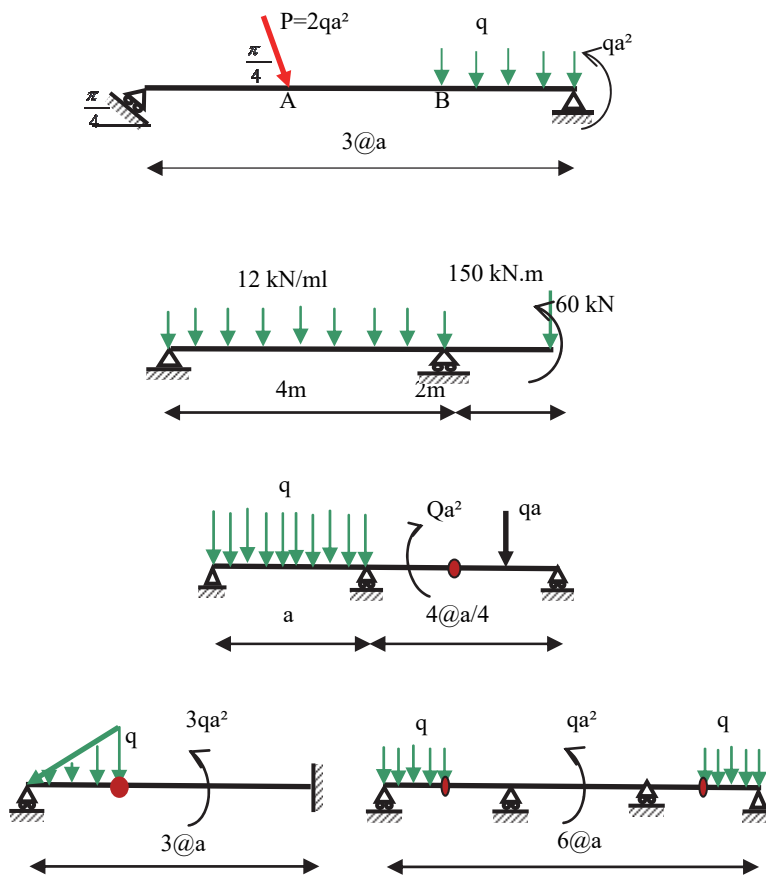 P=2qa²
q
qa²
π/4
π/4
A
B
3@a
12 kN/ml
150 kN.m
60 kN
4m
2m
q
Qa²
qa
a
4@a/4
q
3qa²
3@a
q
qa²
q
6@a